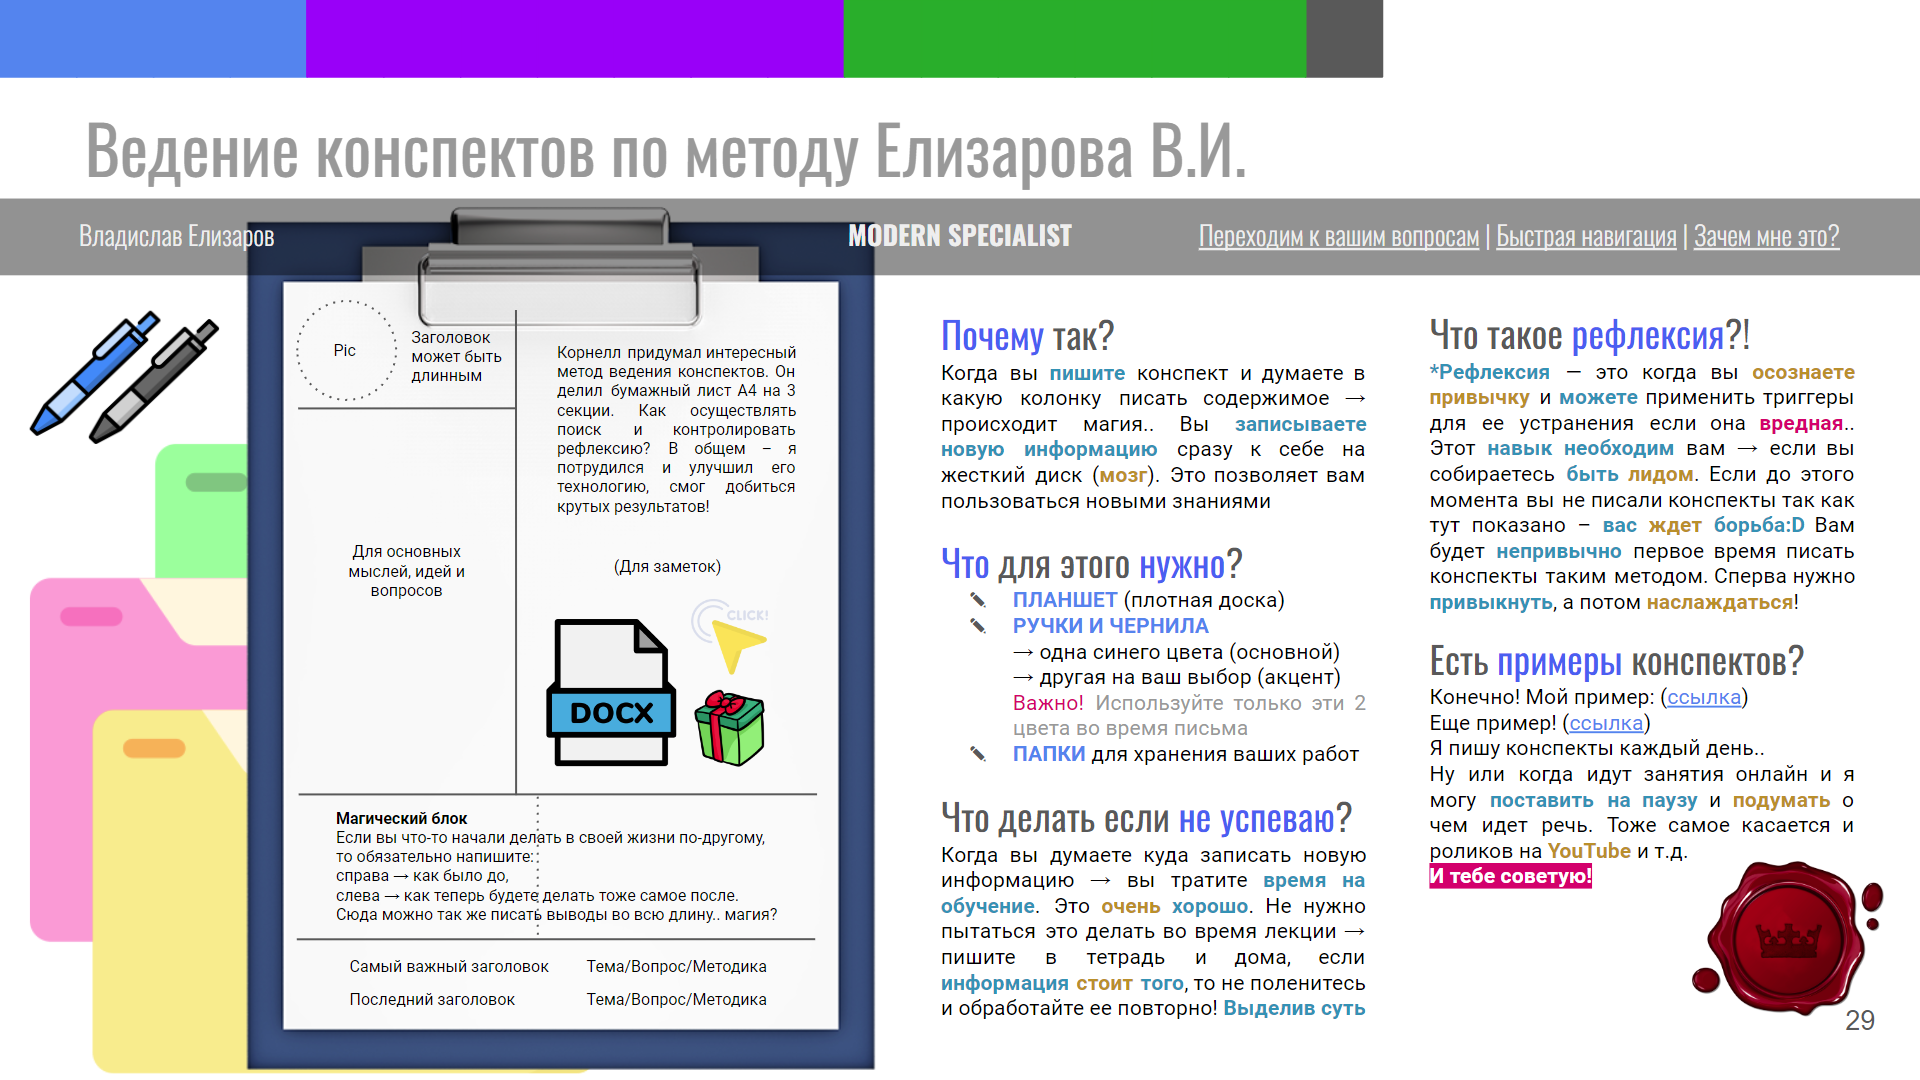 Ведение конспектов по методу Елизарова В.И.
Владислав Елизаров
MODERN SPECIALIST
Переходим к вашим вопросам | Быстрая навигация | Зачем мне это?
Pic
Заголовок
может быть
длинным
Корнелл придумал интересный
метод ведения конспектов. Он
делил бумажный лист А4 на 3
секции. Как осуществлять
поиск и контролировать
рефлексию? В общем – я
потрудился и улучшил его
технологию, смог добиться
крутых результатов!
Для основных
мыслей, идей и
вопросов
(Для заметок)
CLICK!
DOCX
Магический блок
Если вы что-то начали делать в своей жизни по-другому,
то обязательно напишите:
справа → как было до,
слева → как теперь будете делать тоже самое после.
Сюда можно так же писать выводы во всю длину.. магия?
Самый важный заголовок Тема/Вопрос/Методика
Последний заголовок Тема/Вопрос/Методика
Почему так?
Когда вы пишите конспект и думаете в
какую колонку писать содержимое →
происходит магия.. Вы записываете
новую информацию сразу к себе на
жесткий диск (мозг). Это позволяет вам
пользоваться новыми знаниями
Что для этого нужно?
ПЛАНШЕТ (плотная доска)
РУЧКИ И ЧЕРНИЛА
→ одна синего цвета (основной)
→ другая на ваш выбор (акцент)
Важно! Используйте только эти 2
цвета во время письма
ПАПКИ для хранения ваших работ
Что делать если не успеваю?
Когда вы думаете куда записать новую
информацию → вы тратите время на
обучение. Это очень хорошо. Не нужно
пытаться это делать во время лекции →
пишите в тетрадь и дома, если
информация стоит того, то не поленитесь
и обработайте ее повторно! Выделив суть
Что такое рефлексия?!
*Рефлексия — это когда вы осознаете
привычку и можете применить триггеры
для ее устранения если она вредная..
Этот навык необходим вам → если вы
собираетесь быть лидом. Если до этого
момента вы не писали конспекты так как
тут показано – вас ждет борьба:D Вам
будет непривычно первое время писать
конспекты таким методом. Сперва нужно
привыкнуть, а потом наслаждаться!
Есть примеры конспектов?
Конечно! Мой пример: (ссылка)
Еще пример! (ссылка)
Я пишу конспекты каждый день..
Ну или когда идут занятия онлайн и я
могу поставить на паузу и подумать о
чем идет речь. Тоже самое касается и
роликов на YouTube и т.д.
И тебе советую!
29